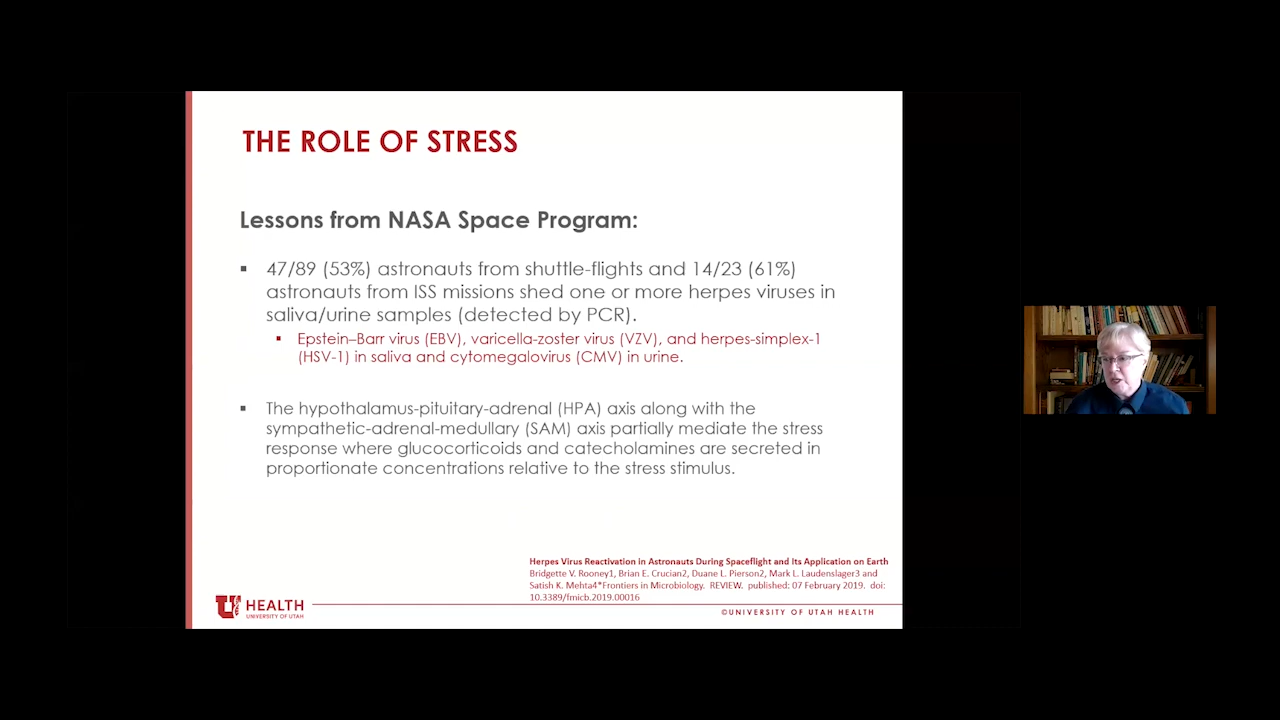 THE ROLE OF STRESS
Lessons from NASA Space Program:
▪ 47/89 (53%) astronauts from shuttle-flights and 14/23 (61%)
astronauts from ISS missions shed one or more herpes viruses in
saliva/urine samples (detected by PCR).
▪ Epstein–Barr virus (EBV), varicella-zoster virus (VZV), and herpes-simplex-1
(HSV-1) in saliva and cytomegalovirus (CMV) in urine.
▪ The hypothalamus-pituitary-adrenal (HPA) axis along with the
sympathetic-adrenal-medullary (SAM) axis partially mediate the stress
response where glucocorticoids and catecholamines are secreted in
proportionate concentrations relative to the stress stimulus.
Herpes Virus Reactivation in Astronauts During Spaceflight and Its Application on Earth
Bridgette V. Rooney1, Brian E. Crucian2, Duane L. Pierson2, Mark L. Laudenslager3 and
Satish K. Mehta4*Frontiers in Microbiology. REVIEW. published: 07 February 2019. doi:
10.3389/fmicb.2019.00016
U HEALTH
UNIVERSITY OF UTAH
©UNIVERSITY OF UTAH HEALTH